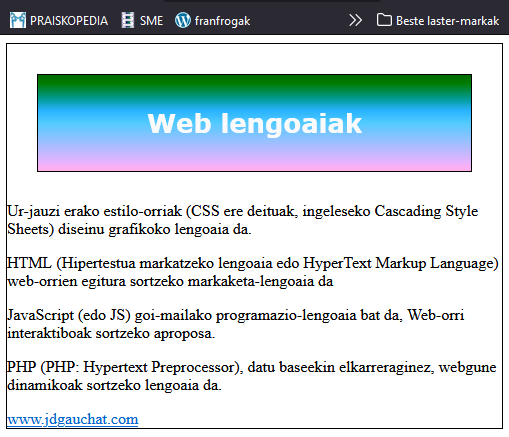 PRAISKOPEDIA SME franfrogak Beste laster-markak
Web lengoaiak
Ur-jauzi erako estilo-orriak (CSS ere deituak, ingeleseko Cascading Style
Sheets) diseinu grafikoko lengoaia da.
HTML (Hipertestua markatzeko lengoaia edo HyperText Markup Language)
web-orrien egitura sortzeko markaketa-lengoaia da
JavaScript (edo JS) goi-mailako programazio-lengoaia bat da, Web-orri
interaktiboak sortzeko aproposa.
PHP (PHP: Hypertext Preprocessor), datu baseekin elkarreraginez, webgune
dinamikoak sortzeko lengoaia da.
www.jdgauchat.com